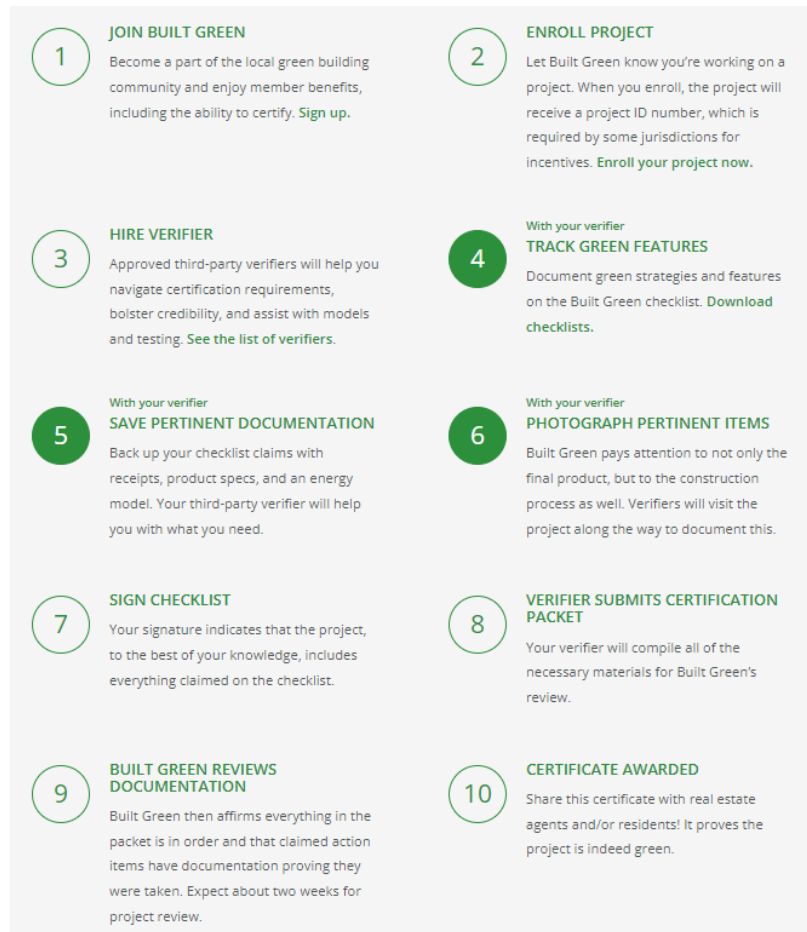 1
JOIN BUILT GREEN
Become a part of the local green building
community and enjoy member benefits,
including the ability to certify. Sign up.
2
ENROLL PROJECT
Let Built Green know you’re working on a
project. When you enroll, the project will
receive a project ID number, which is
required by some jurisdictions for
incentives. Enroll your project now.
3
HIRE VERIFIER
Approved third-party verifiers will help you
navigate certification requirements,
bolster credibility, and assist with models
and testing. See the list of verifiers.
4
With your verifier
TRACK GREEN FEATURES
Document green strategies and features
on the Built Green checklist. Download
checklists.
5
With your verifier
SAVE PERTINENT DOCUMENTATION
Back up your checklist claims with
receipts, product specs, and an energy
model. Your third-party verifier will help
you with what you need.
6
With your verifier
PHOTOGRAPH PERTINENT ITEMS
Built Green pays attention to not only the
final product, but to the construction
process as well. Verifiers will visit the
project along the way to document this.
7
SIGN CHECKLIST
Your signature indicates that the project,
to the best of your knowledge, includes
everything claimed on the checklist.
8
VERIFIER SUBMITS CERTIFICATION
PACKET
Your verifier will compile all of the
necessary materials for Built Green’s
review.
9
BUILT GREEN REVIEWS
DOCUMENTATION
Built Green then affirms everything in the
packet is in order and that claimed action
items have documentation proving they
were taken. Expect about two weeks for
project review.
10
CERTIFICATE AWARDED
Share this certificate with real estate
agents and/or residents! It proves the
project is indeed green.